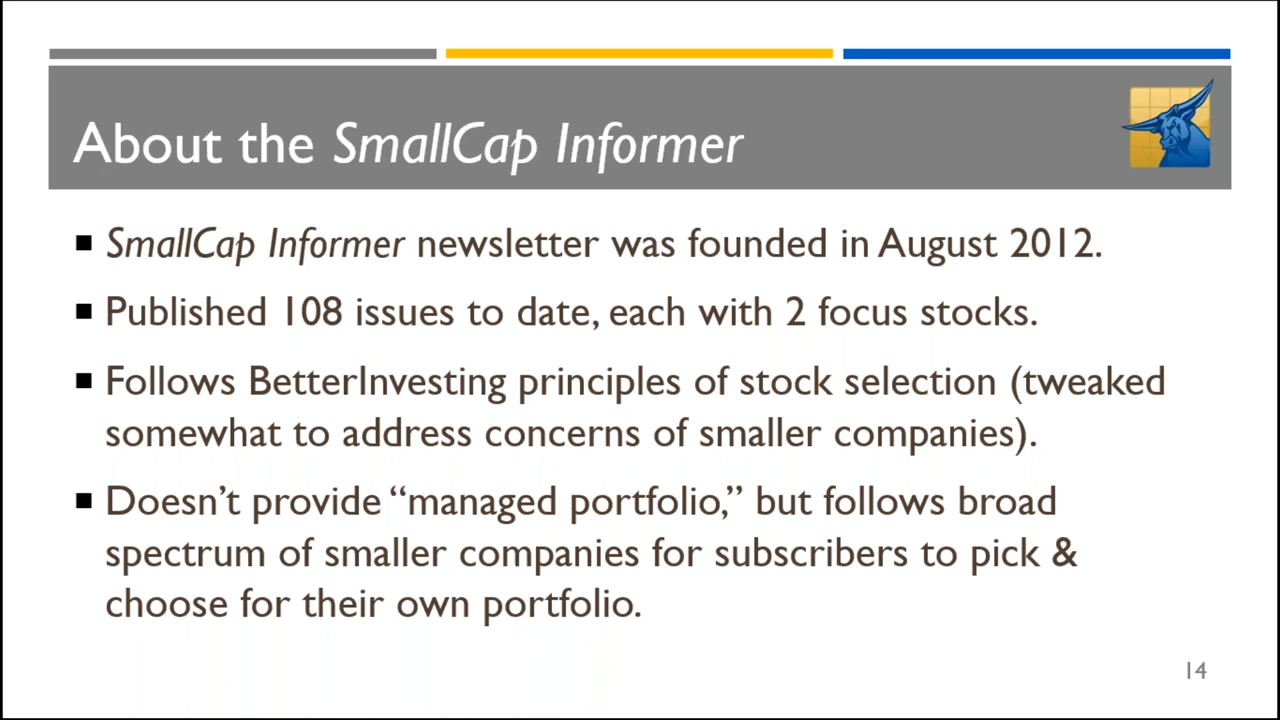 About the SmallCap Informer
■ SmallCap Informer newsletter was founded in August 2012.
■ Published 108 issues to date, each with 2 focus stocks.
■ Follows BetterInvesting principles of stock selection (tweaked
somewhat to address concerns of smaller companies).
■ Doesn’t provide “managed portfolio,” but follows broad
spectrum of smaller companies for subscribers to pick &
choose for their own portfolio.
14